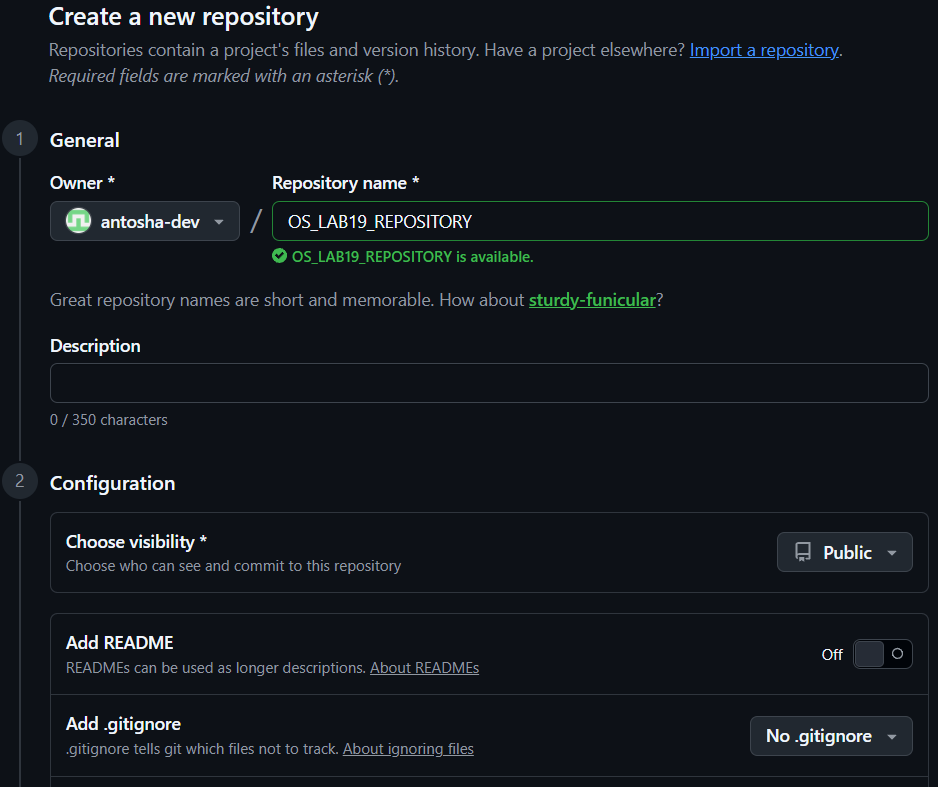 Create a new repository
Repositories contain a project's files and version history. Have a project elsewhere? Import a repository.
Required fields are marked with an asterisk (*).
1
General
Owner *
Repository name *
antosha-dev
/
OS_LAB19_REPOSITORY
OS_LAB19_REPOSITORY is available.
Great repository names are short and memorable. How about sturdy-funicular?
Description
0 / 350 characters
2
Configuration
Choose visibility *
Choose who can see and commit to this repository
Public
Add README
READMEs can be used as longer descriptions. About READMEs
Off
Add .gitignore
.gitignore tells git which files not to track. About ignoring files
No .gitignore